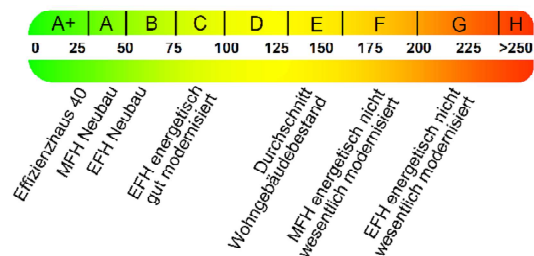 A+ A B C D E F G H
0 25 50 75 100 125 150 175 200 225 >250
Effizienzhaus 40
MFH Neubau
EFH Neubau
EFH energetisch
gut modernisiert
Durchschnitt
Wohngebäudebestand
MFH energetisch nicht
wesentlich modernisiert
EFH energetisch nicht
wesentlich modernisiert